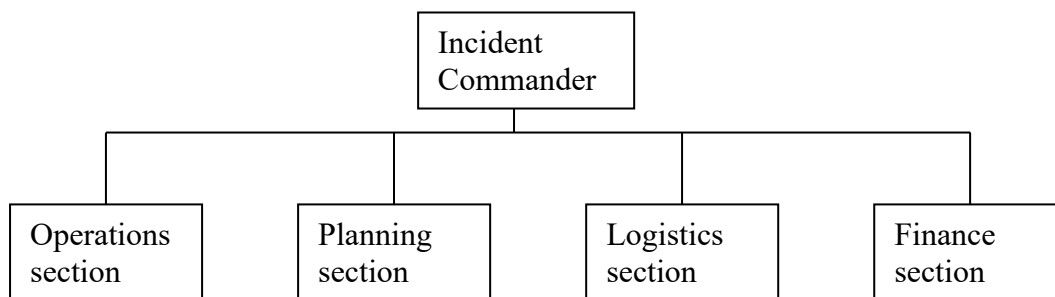 Incident
Commander
Operations
section
Planning
section
Logistics
section
Finance
section